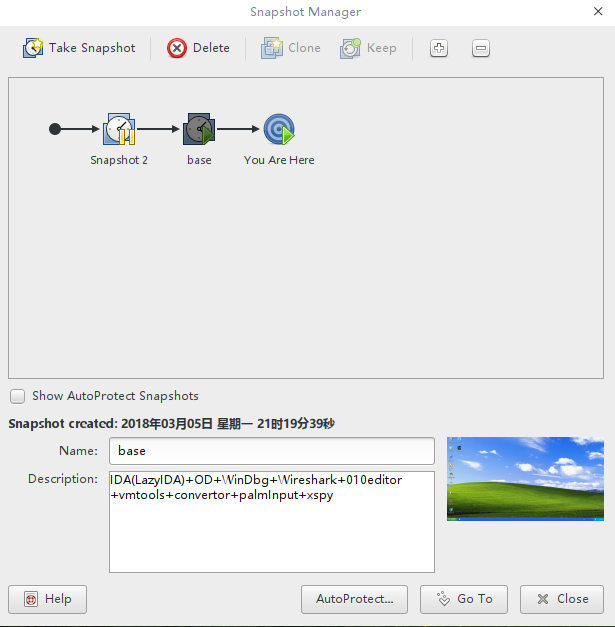 Snapshot Manager
Take Snapshot
Delete
Clone
Keep
Snapshot 2
base
You Are Here
Show AutoProtect Snapshots
Snapshot created: 2018年03月05日 星期一 21时19分39秒
Name:
base
Description:
IDA(LazyIDA)+OD+WinDbg+Wireshark+010editor
+vmtools+convertor+palmInput+xspy
Help
AutoProtect...
Go To
Close